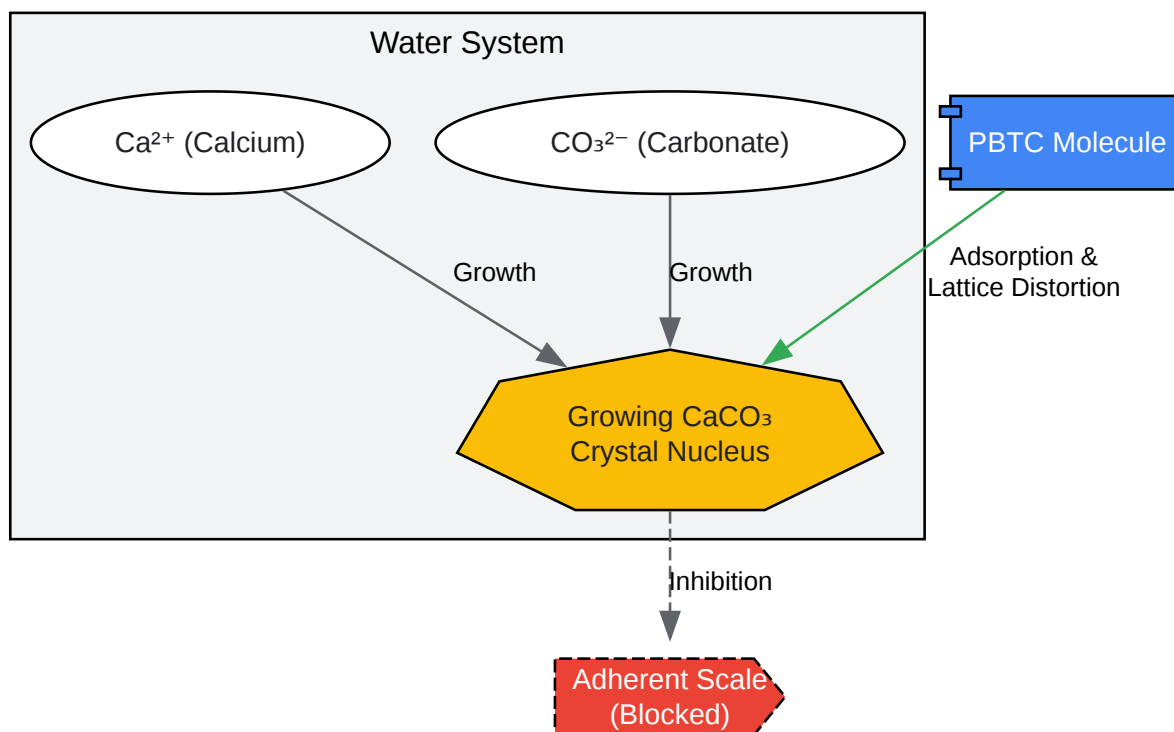 Water System
Ca²⁺ (Calcium)
CO₃²⁻ (Carbonate)
PBTC Molecule
Growth
Growth
Adsorption &
Lattice Distortion
Growing CaCO₃
Crystal Nucleus
Inhibition
Adherent Scale
(Blocked)